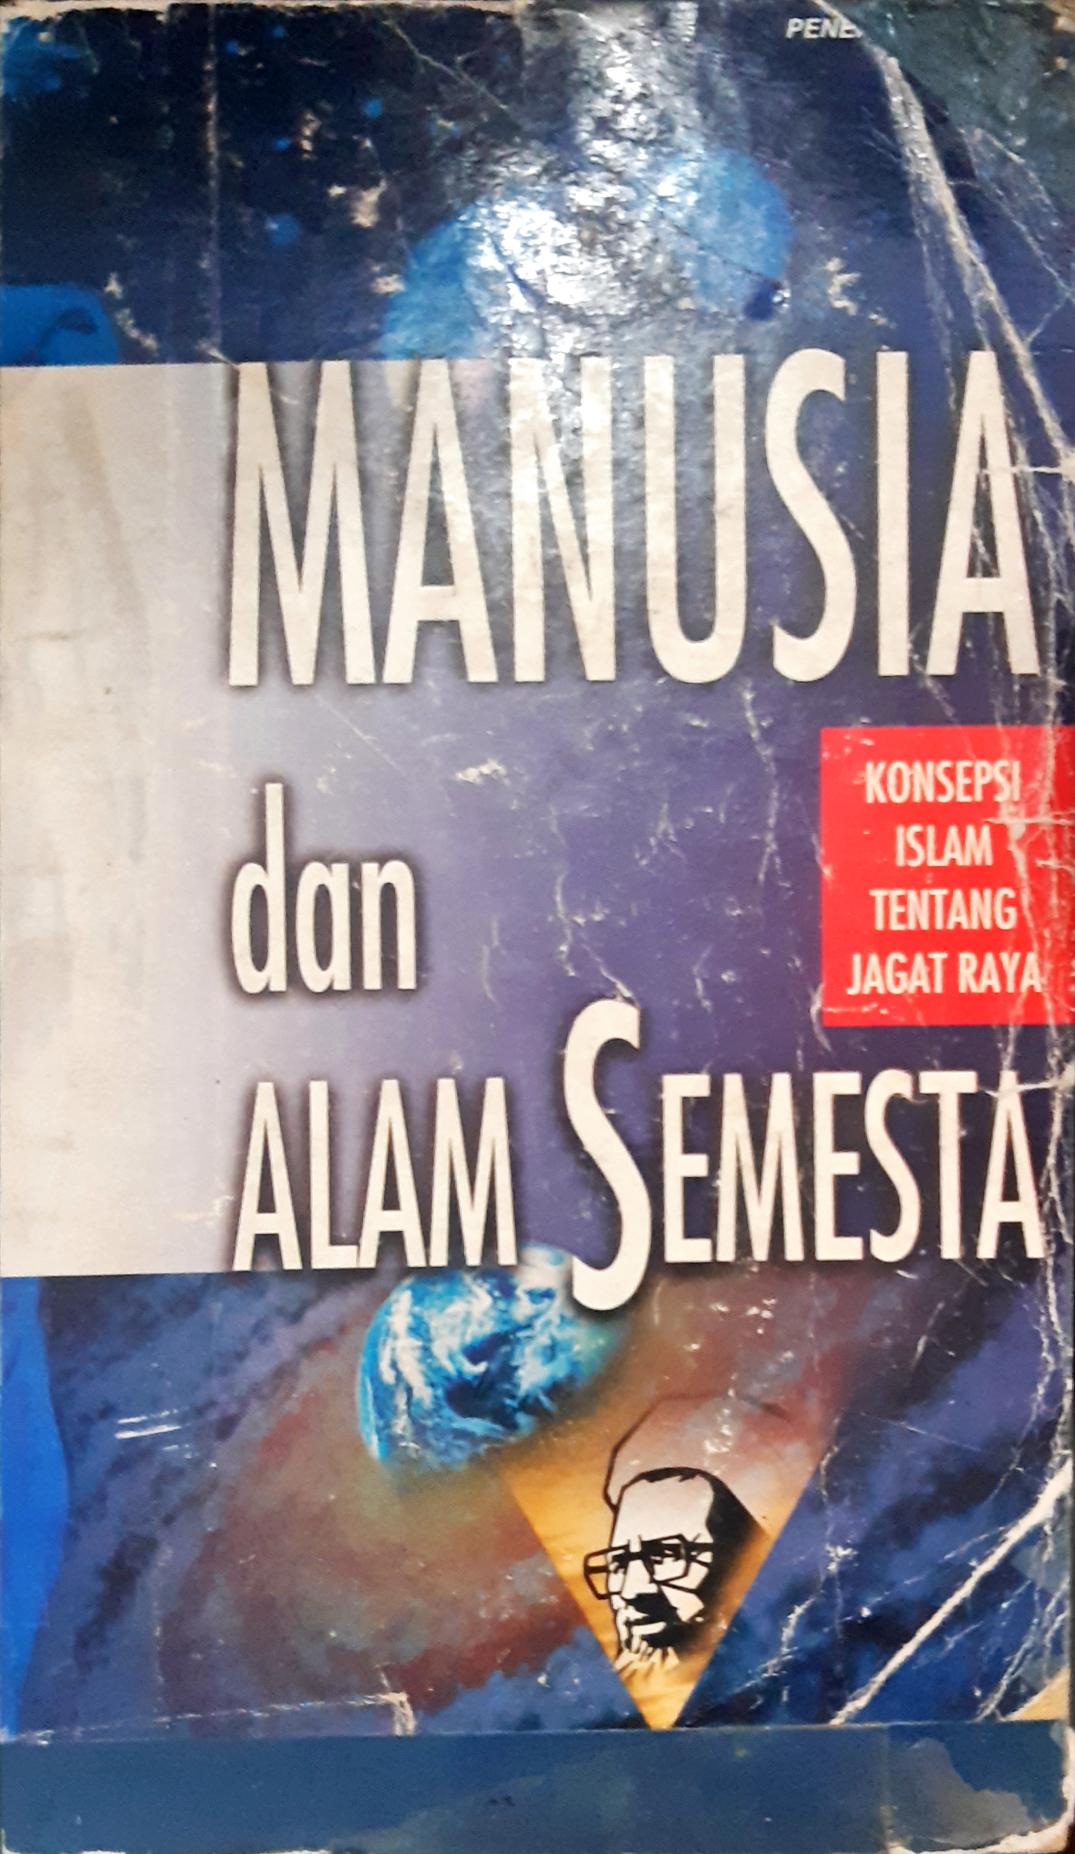 MANUSIA
dan
KONSEPSI
ISLAM
TENTANG
JAGAT RAYA
ALAM SEMESTA